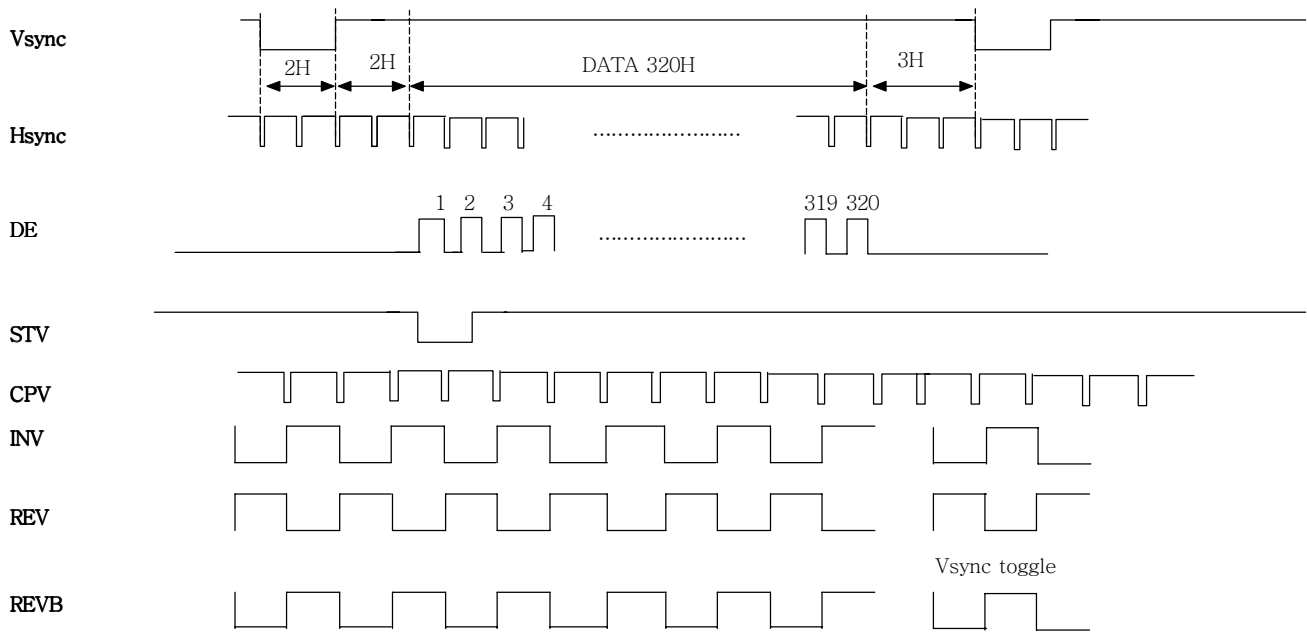 Vsync
2H
2H
DATA 320H
3H
Hsync
........................
DE
1 2 3 4
319 320
........................
STV
CPV
INV
REV
Vsync toggle
REVB